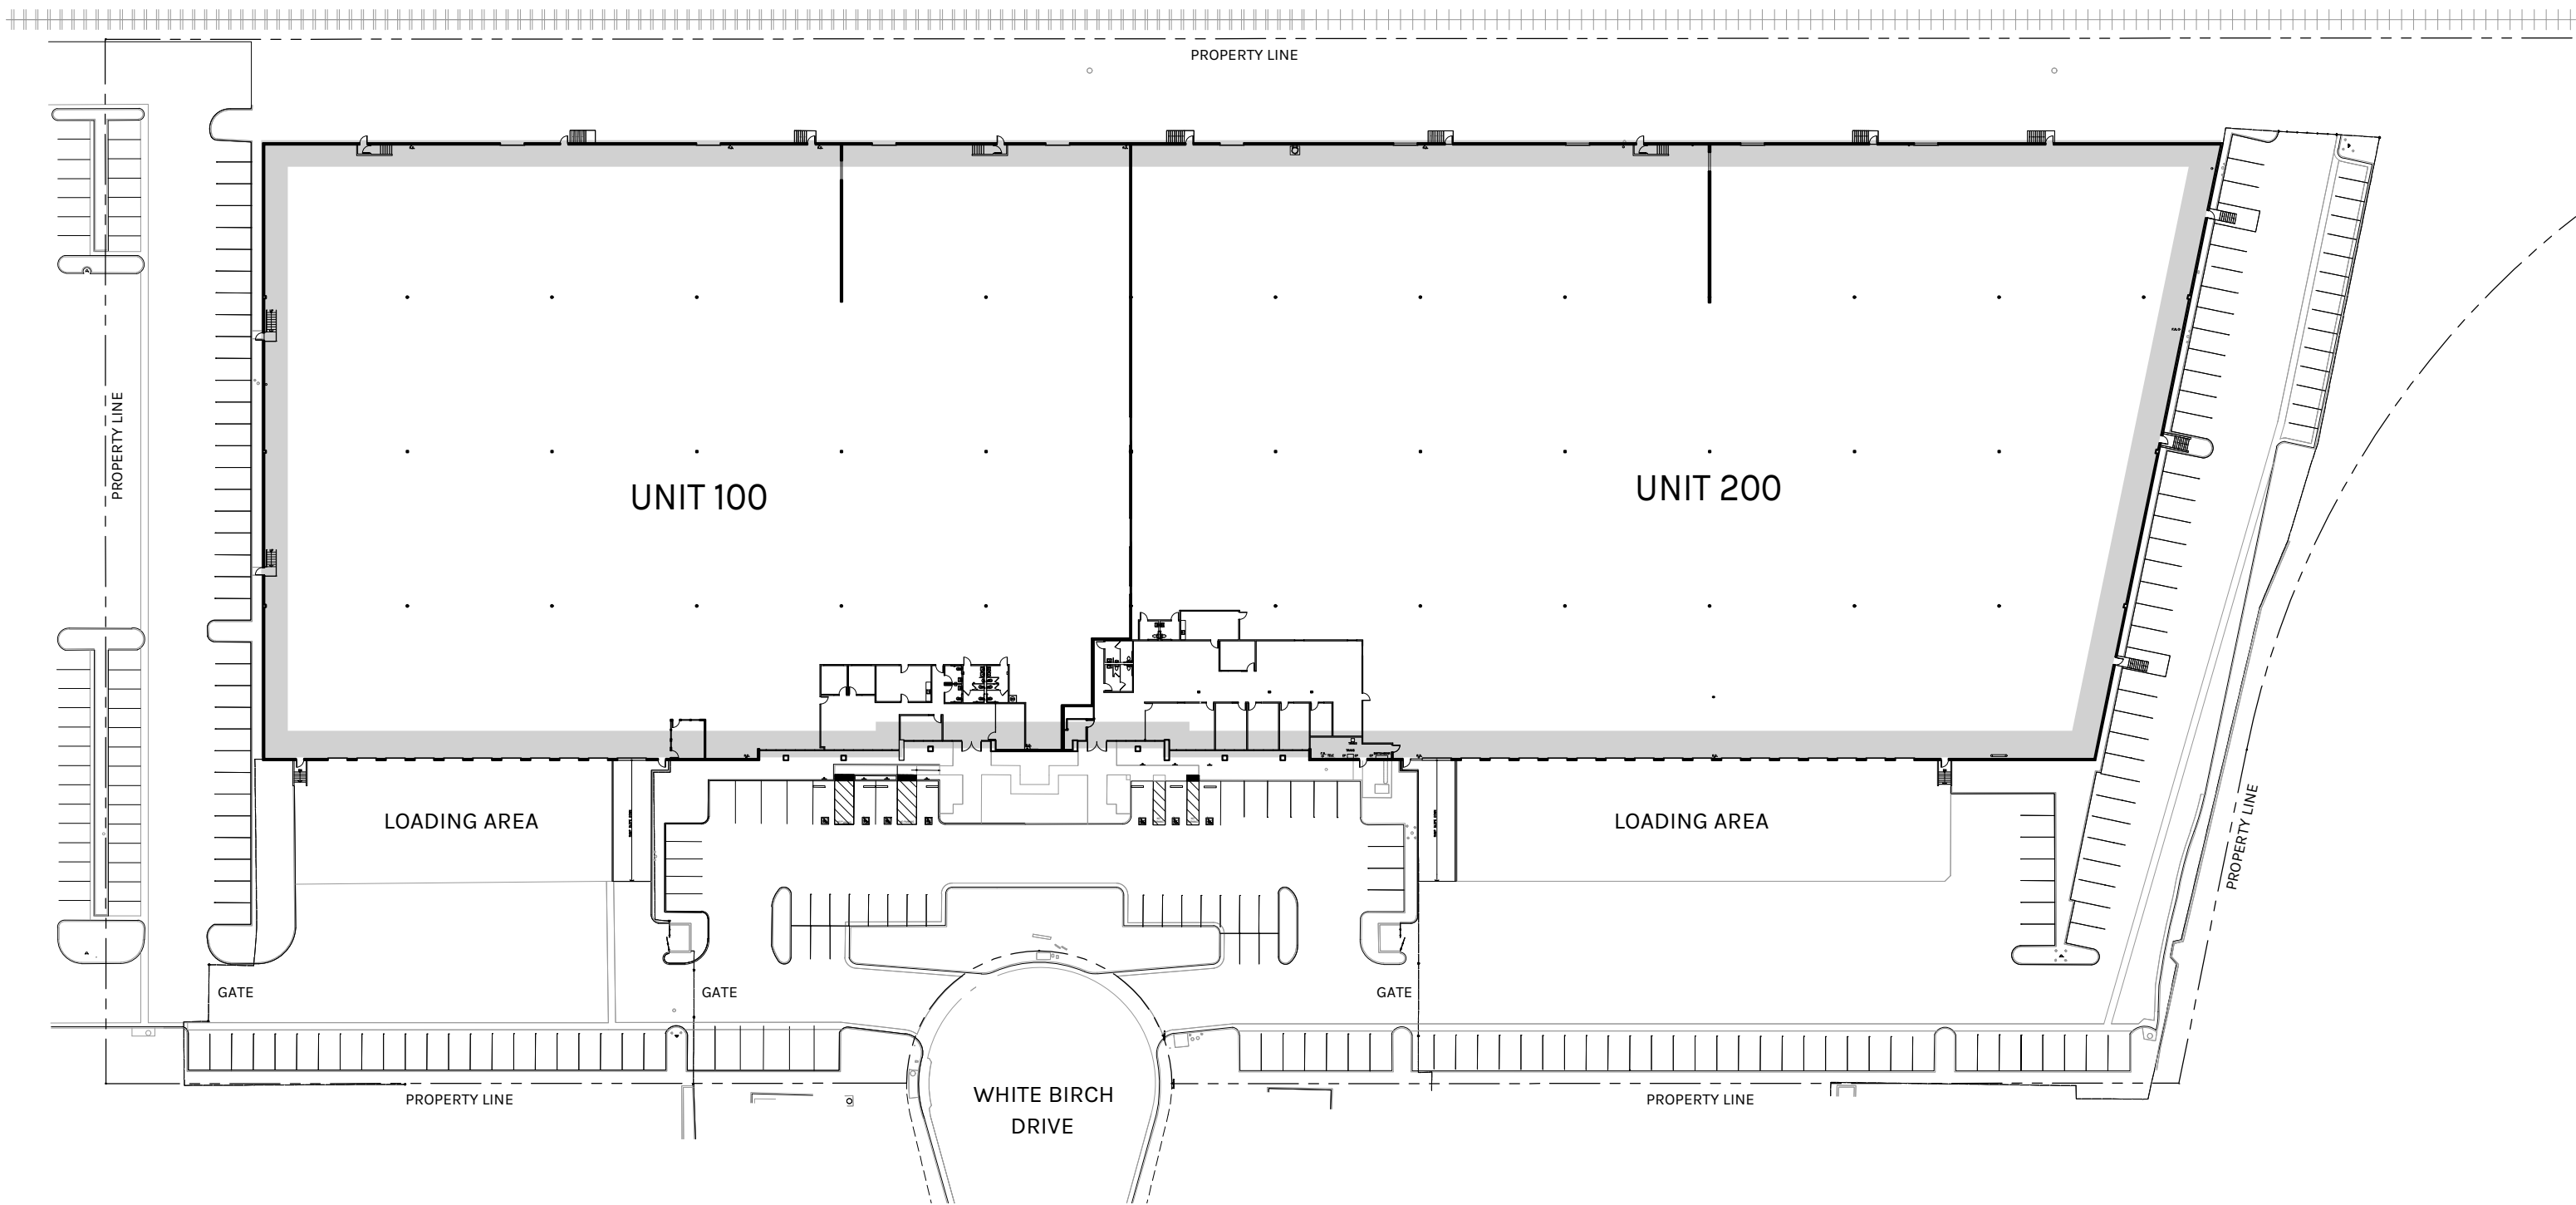 PROPERTY LINE
PROPERTY LINE
UNIT 100
UNIT 200
LOADING AREA
LOADING AREA
PROPERTY LINE
GATE
GATE
GATE
PROPERTY LINE
WHITE BIRCH
DRIVE
PROPERTY LINE